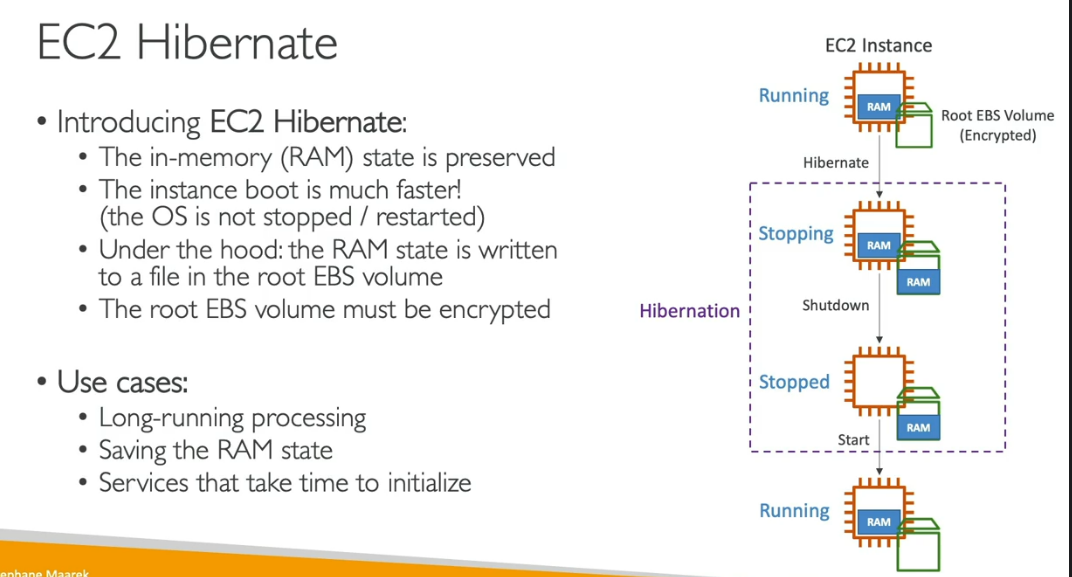 EC2 Hibernate
• Introducing EC2 Hibernate:
• The in-memory (RAM) state is preserved
• The instance boot is much faster!
(the OS is not stopped / restarted)
• Under the hood: the RAM state is written
to a file in the root EBS volume
• The root EBS volume must be encrypted
• Use cases:
• Long-running processing
• Saving the RAM state
• Services that take time to initialize
EC2 Instance
Running
RAM
Root EBS Volume
(Encrypted)
Hibernate
Stopping
RAM
RAM
Hibernation
Shutdown
Stopped
RAM
Start
Running
RAM
Maarek